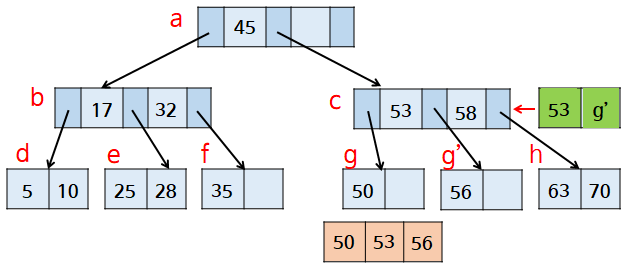 a 45
b 17 32 c 53 58 53 g’
d e f g g’ h
5 10 25 28 35 50 56 63 70
50 53 56